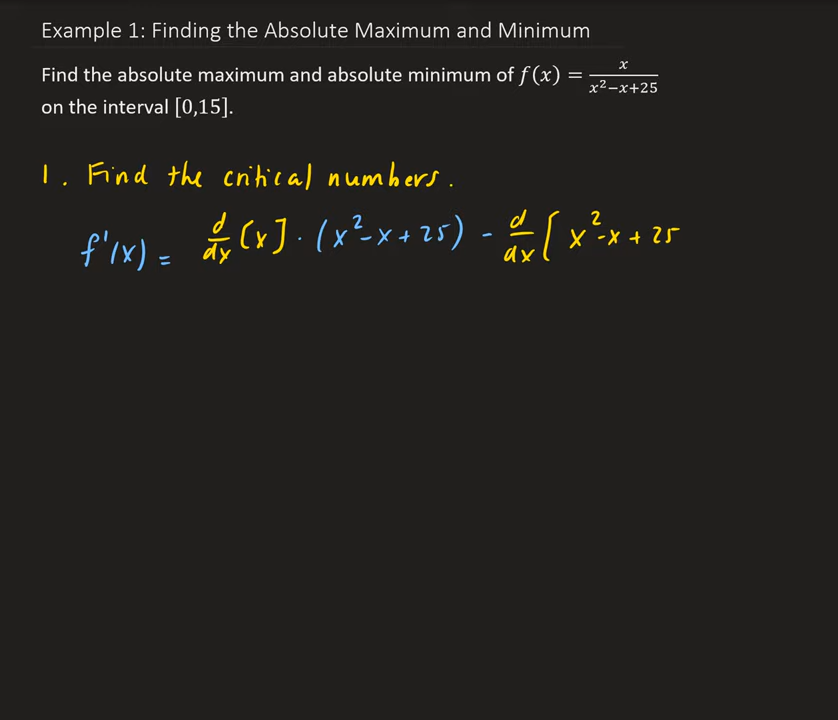 Example 1: Finding the Absolute Maximum and Minimum
Find the absolute maximum and absolute minimum of f(x) = x/(x²−x+25)
on the interval [0,15].
1. Find the critical numbers.
f'(x) = d/dx [x] · (x²-x+25) - d/dx [x²-x+25